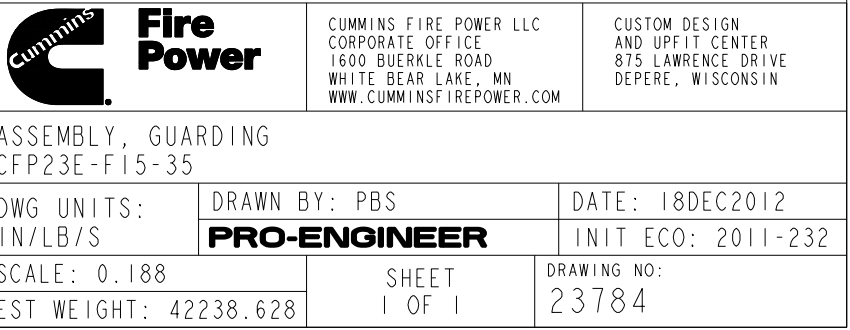 Cummins
Fire
Power
CUMMINS FIRE POWER LLC
CORPORATE OFFICE
1600 BUERKLE ROAD
WHITE BEAR LAKE, MN
WWW.CUMMINSFIREPOWER.COM
CUSTOM DESIGN
AND UPFIT CENTER
875 LAWRENCE DRIVE
DEPERE, WISCONSIN
ASSEMBLY, GUARDING
CFP23E-F15-35
DWG UNITS:
IN/LB/S
DRAWN BY: PBS
PRO-ENGINEER
DATE: 18DEC2012
INIT ECO: 2011-232
SCALE: 0.188
EST WEIGHT: 42238.628
SHEET
1 OF 1
DRAWING NO:
23784